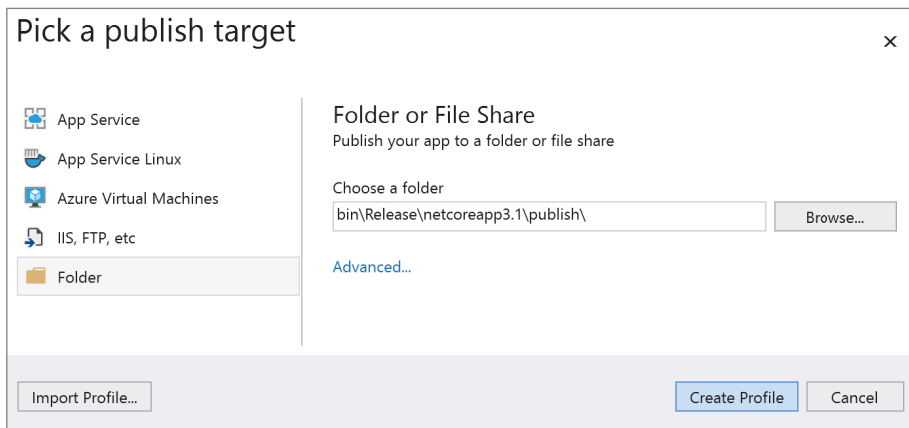 Pick a publish target
App Service
App Service Linux
Azure Virtual Machines
IIS, FTP, etc
Folder
Folder or File Share
Publish your app to a folder or file share
Choose a folder
bin\Release\netcoreapp3.1\publish\
Browse...
Advanced...
Import Profile...
Create Profile
Cancel